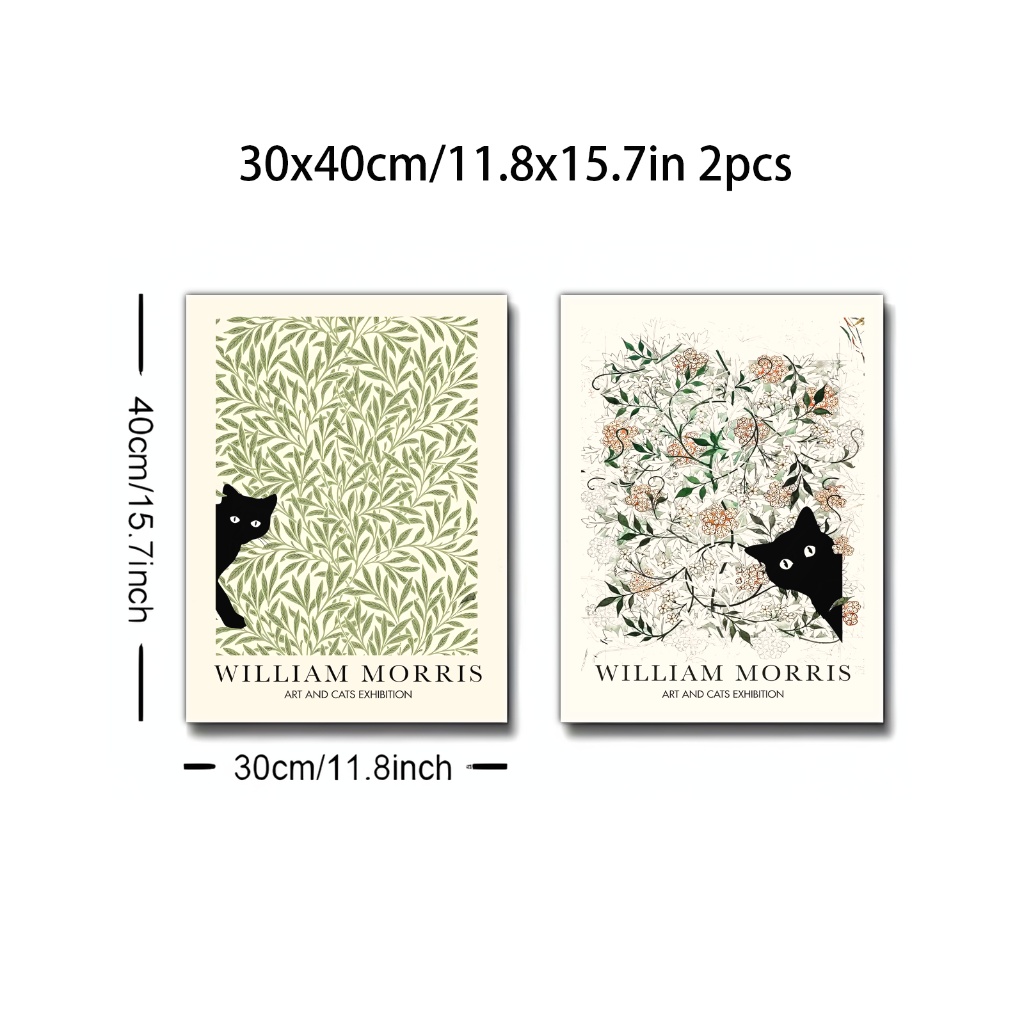 30x40cm/11.8x15.7in 2pcs
40cm/15.7inch
WILLIAM MORRIS
ART AND CATS EXHIBITION
WILLIAM MORRIS
ART AND CATS EXHIBITION
30cm/11.8inch